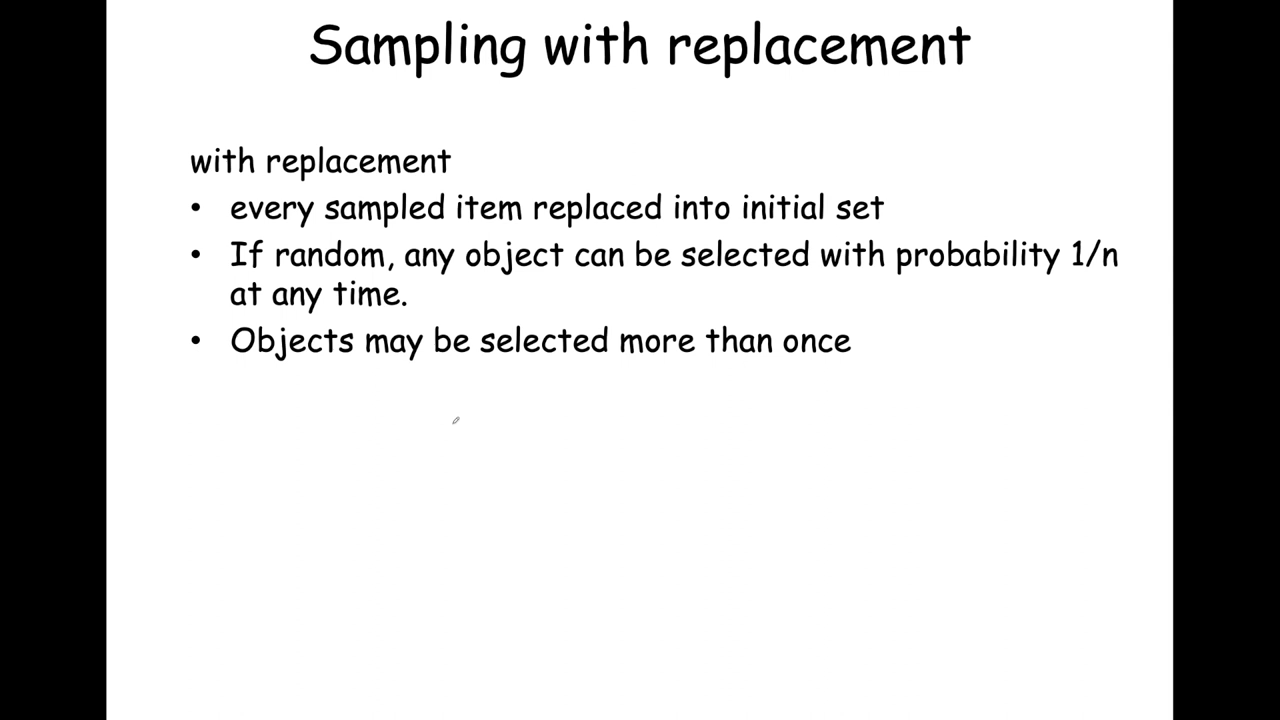 Sampling with replacement
with replacement
• every sampled item replaced into initial set
• If random, any object can be selected with probability 1/n
at any time.
• Objects may be selected more than once